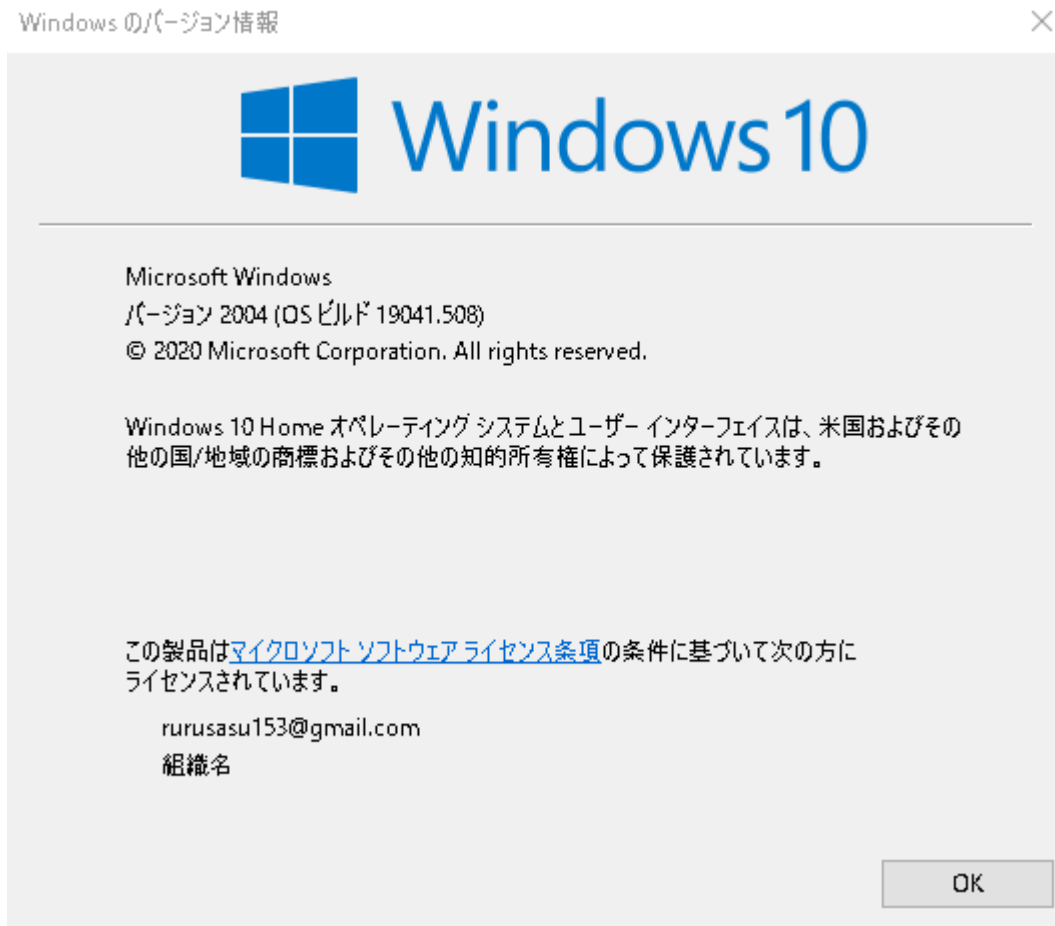 Windows のバージョン情報
Windows 10
Microsoft Windows
バージョン 2004 (OS ビルド 19041.508)
© 2020 Microsoft Corporation. All rights reserved.
Windows 10 Home オペレーティング システムとユーザー インターフェイスは、米国およびその
他の国/地域の商標およびその他の知的所有権によって保護されています。
この製品はマイクロソフト ソフトウェア ライセンス条項の条件に基づいて次の方に
ライセンスされています。
rurusasu153@gmail.com
組織名
OK